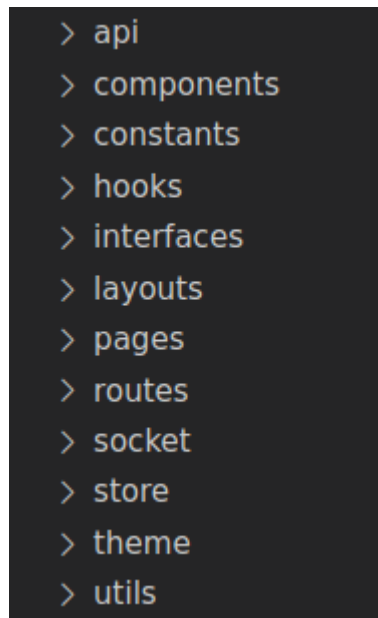 api
components
constants
hooks
interfaces
layouts
pages
routes
socket
store
theme
utils